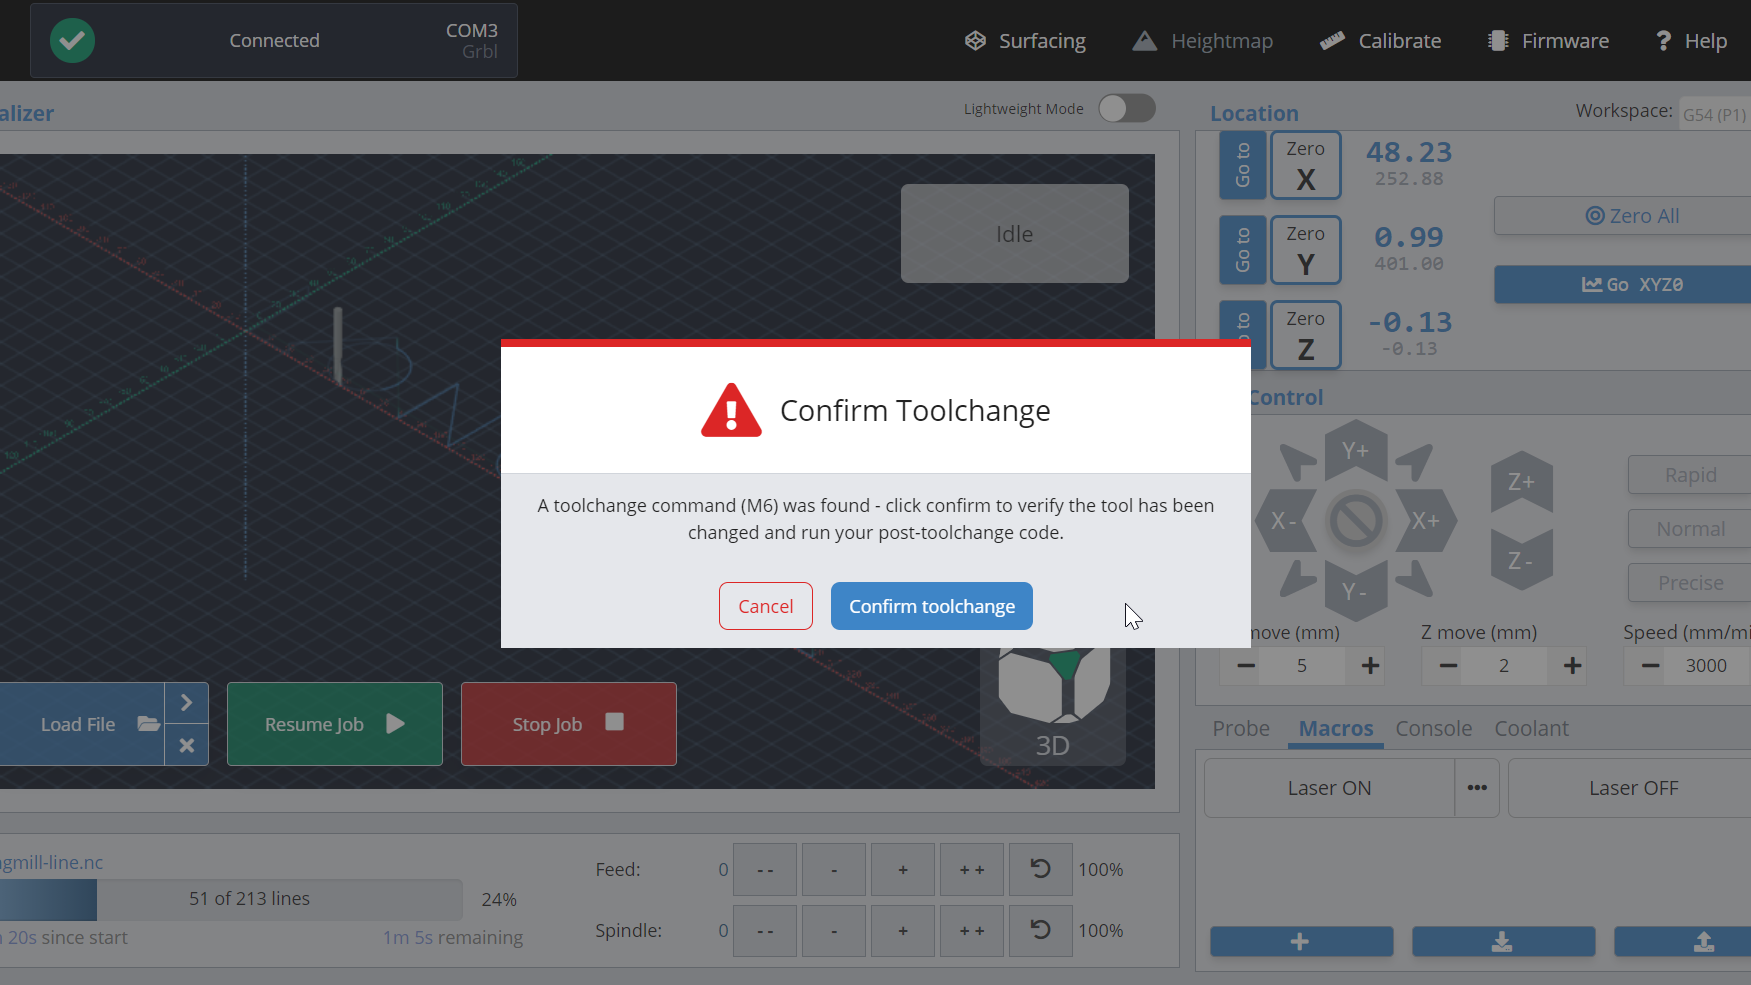 Connected
COM3
Grbl
Surfacing
Heightmap
Calibrate
Firmware
? Help
alizer
Lightweight Mode
Idle
Location
Workspace: G54 (P1)
Go to
Zero
X
48.23
252.88
Go to
Zero
Y
0.99
401.00
to
Zero
Z
-0.13
-0.13
Zero All
Go XYZ0
Confirm Toolchange
A toolchange command (M6) was found - click confirm to verify the tool has been
changed and run your post-toolchange code.
Cancel
Confirm toolchange
Control
Y+
X-
X+
Y-
Z+
Z-
Rapid
Normal
Precise
move (mm)
5
Z move (mm)
2
Speed (mm/mi
3000
Load File
Resume Job
Stop Job
3D
Probe
Macros
Console
Coolant
Laser ON
Laser OFF
gmill-line.nc
51 of 213 lines
24%
20s since start
1m 5s remaining
Feed: 0 -- - + ++ 100%
Spindle: 0 -- - + ++ 100%